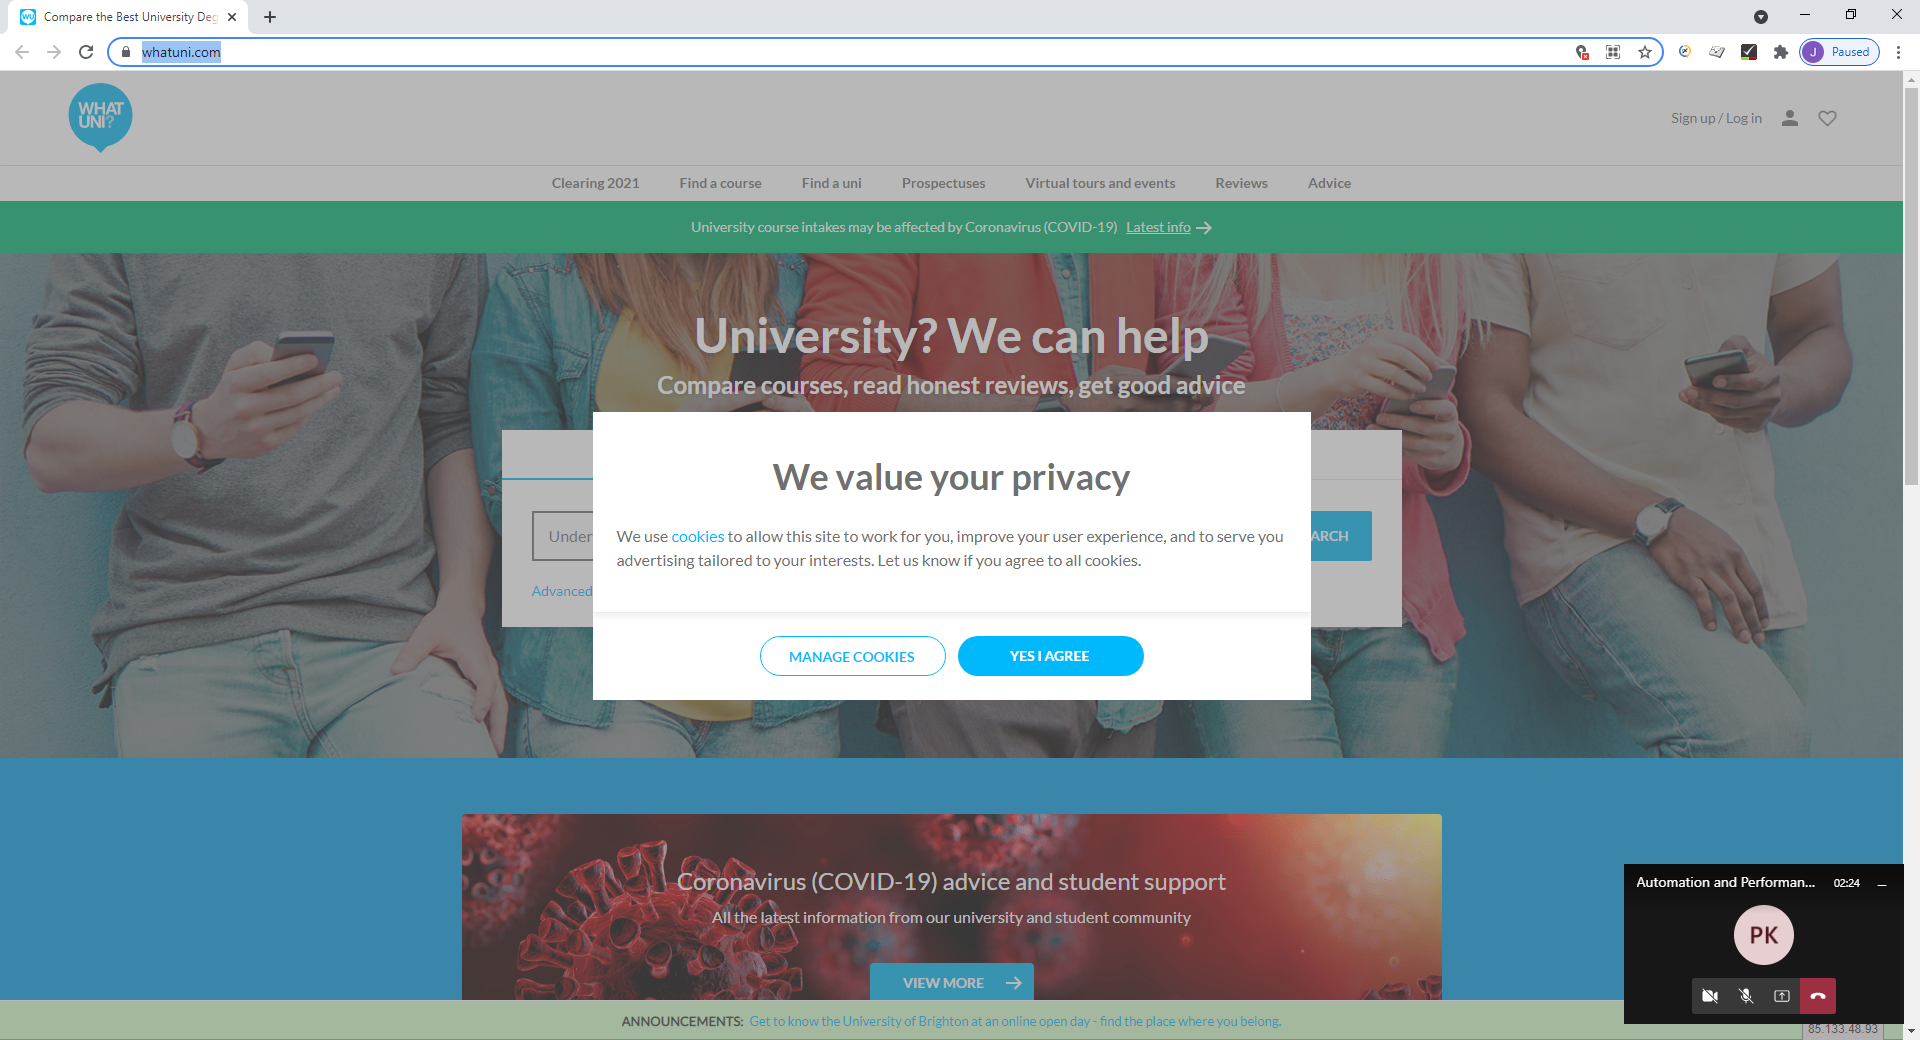 Compare the Best University Deg
whatuni.com
J Paused
WHAT
UNI?
Sign up / Log in
Clearing 2021 Find a course Find a uni Prospectuses Virtual tours and events Reviews Advice
University course intakes may be affected by Coronavirus (COVID-19) Latest info
University? We can help
Compare courses, read honest reviews, get good advice
We value your privacy
We use cookies to allow this site to work for you, improve your user experience, and to serve you
advertising tailored to your interests. Let us know if you agree to all cookies.
Under
ARCH
Advanced
MANAGE COOKIES YES I AGREE
Coronavirus (COVID-19) advice and student support
All the latest information from our university and student community
VIEW MORE
Automation and Performan... 02:24
PK
ANNOUNCEMENTS: Get to know the University of Brighton at an online open day - find the place where you belong.
85.133.48.93